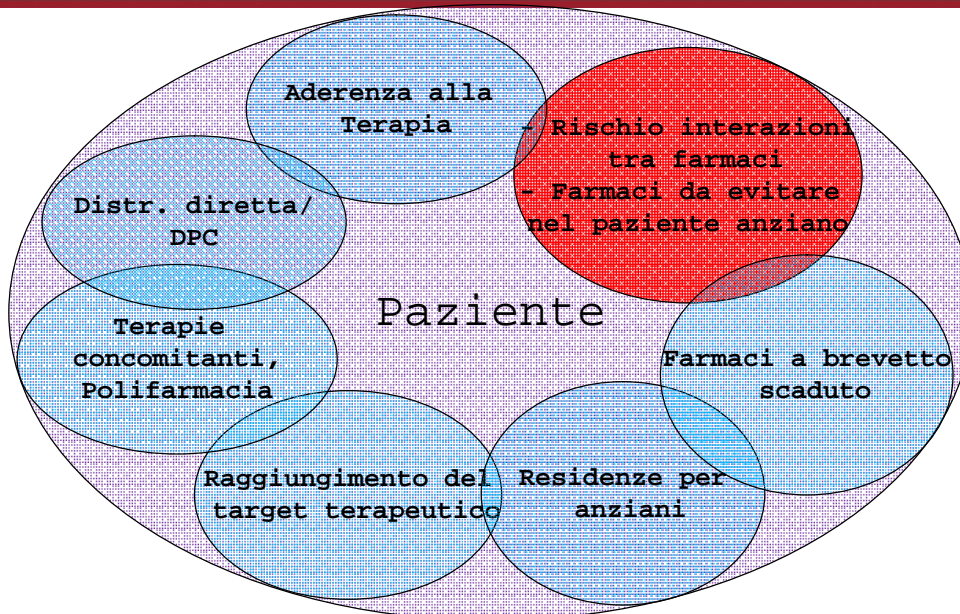 Aderenza alla
Terapia
- Rischio interazioni
tra farmaci
- Farmaci da evitare
nel paziente anziano
Distr. diretta/
DPC
Paziente
Terapie
concomitanti,
Polifarmacia
Farmaci a brevetto
scaduto
Raggiungimento del
target terapeutico
Residenze per
anziani